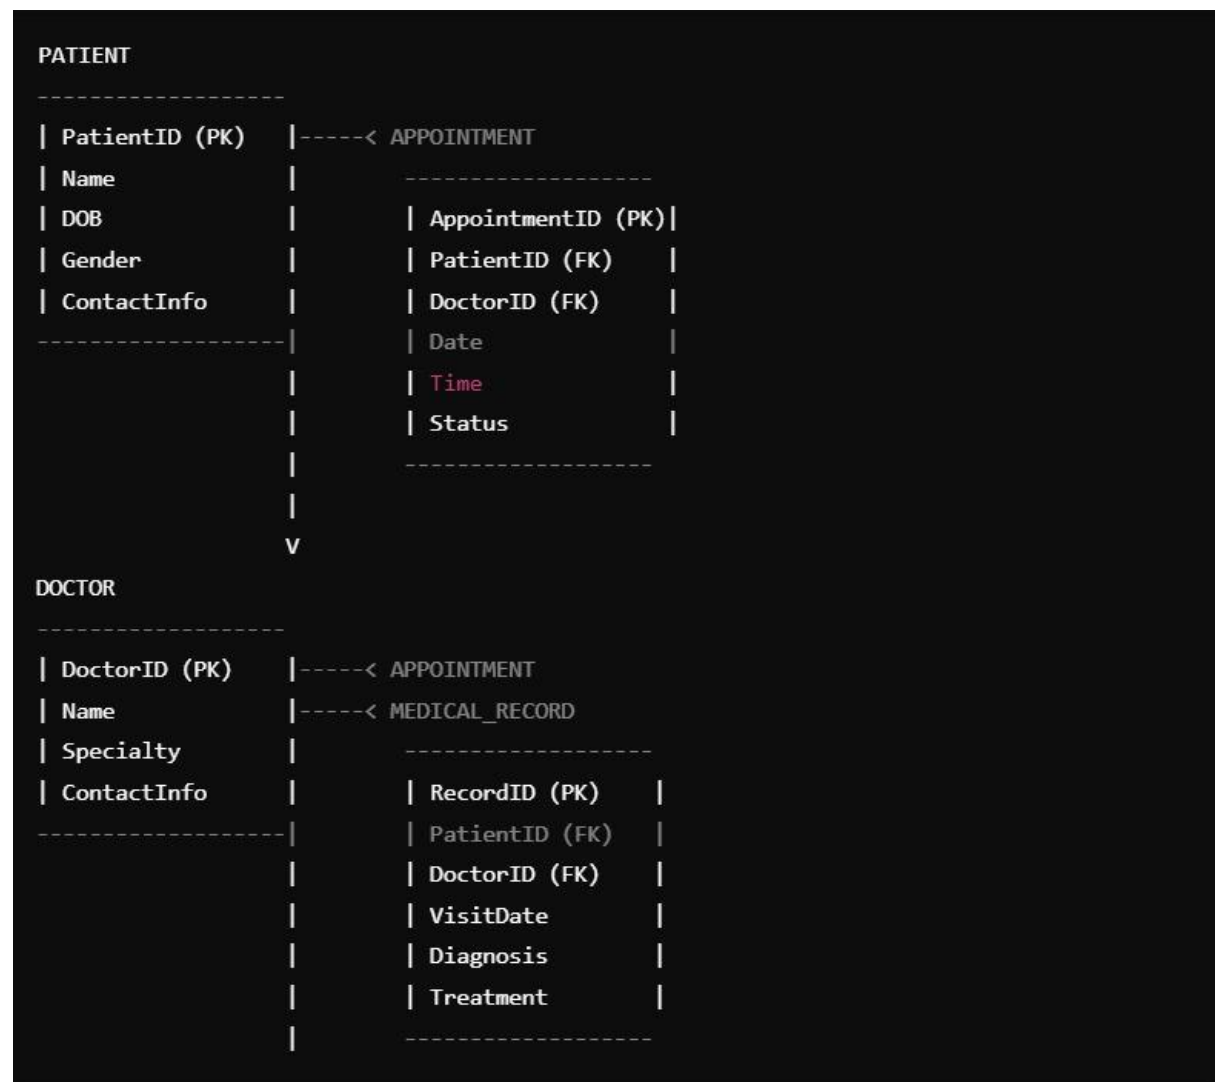 PATIENT
-------------------
| PatientID (PK)   |-----< APPOINTMENT
| Name             |        -------------------
| DOB              |        | AppointmentID (PK)|
| Gender           |        | PatientID (FK)    |
| ContactInfo      |        | DoctorID (FK)     |
-------------------|        | Date              |
                   |        | Time              |
                   |        | Status            |
                   |        -------------------
                   |
                   V
DOCTOR
-------------------
| DoctorID (PK)    |-----< APPOINTMENT
| Name             |-----< MEDICAL_RECORD
| Specialty        |        -------------------
| ContactInfo      |        | RecordID (PK)    |
-------------------|        | PatientID (FK)   |
                   |        | DoctorID (FK)    |
                   |        | VisitDate        |
                   |        | Diagnosis        |
                   |        | Treatment        |
                   |        -------------------